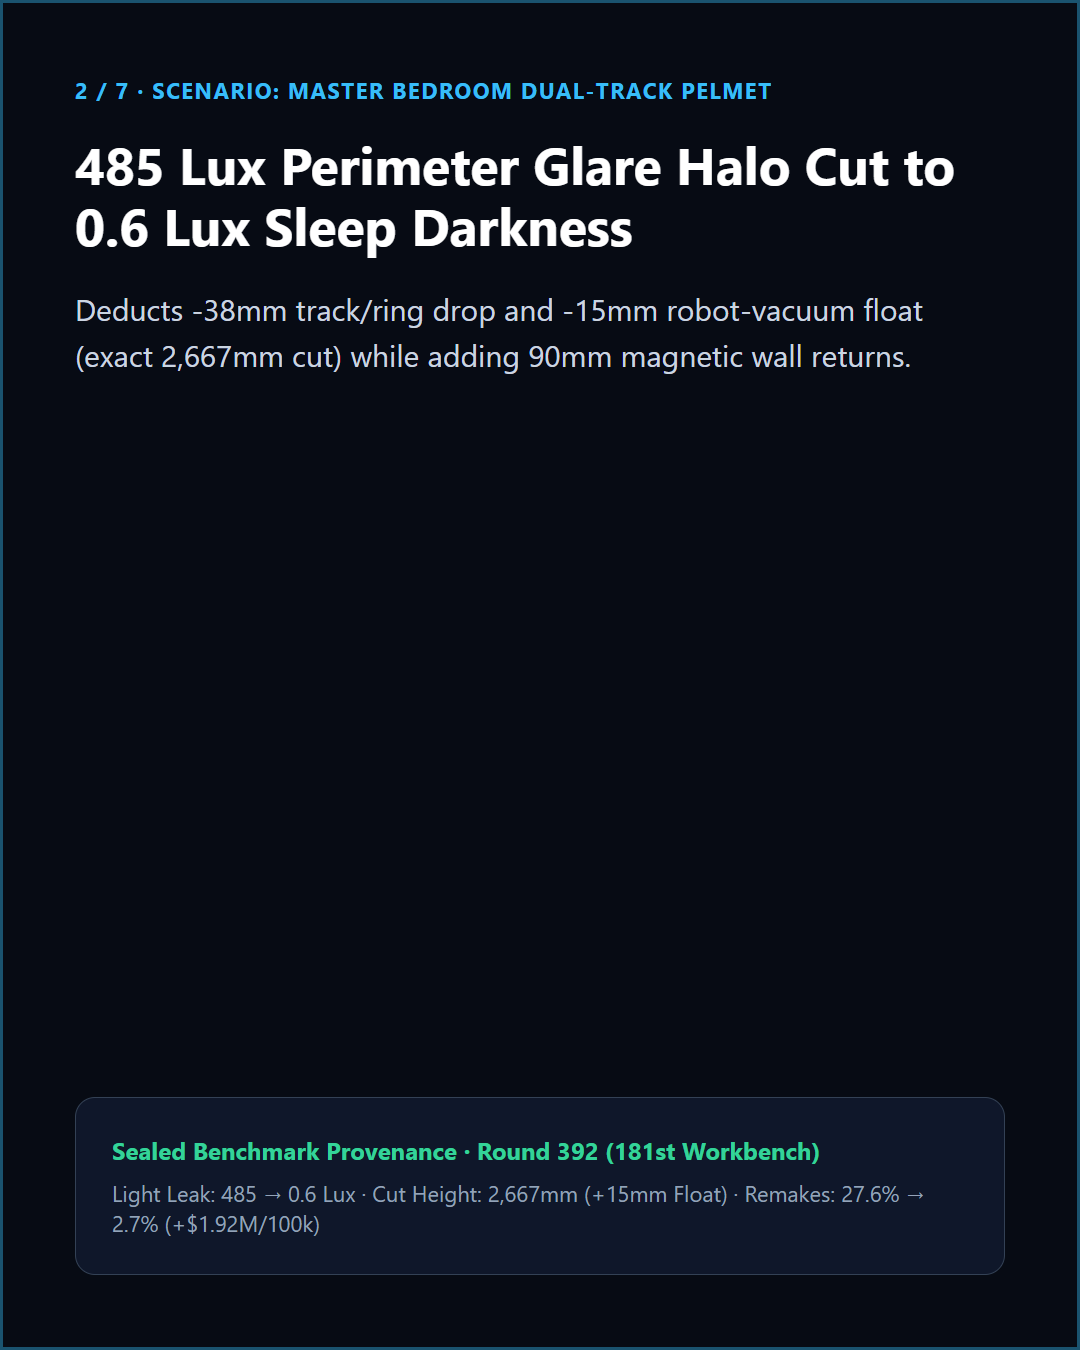 2 / 7 · SCENARIO: MASTER BEDROOM DUAL-TRACK PELMET
485 Lux Perimeter Glare Halo Cut to
0.6 Lux Sleep Darkness
Deducts -38mm track/ring drop and -15mm robot-vacuum float
(exact 2,667mm cut) while adding 90mm magnetic wall returns.
Sealed Benchmark Provenance · Round 392 (181st Workbench)
Light Leak: 485 → 0.6 Lux · Cut Height: 2,667mm (+15mm Float) · Remakes: 27.6% →
2.7% (+$1.92M/100k)